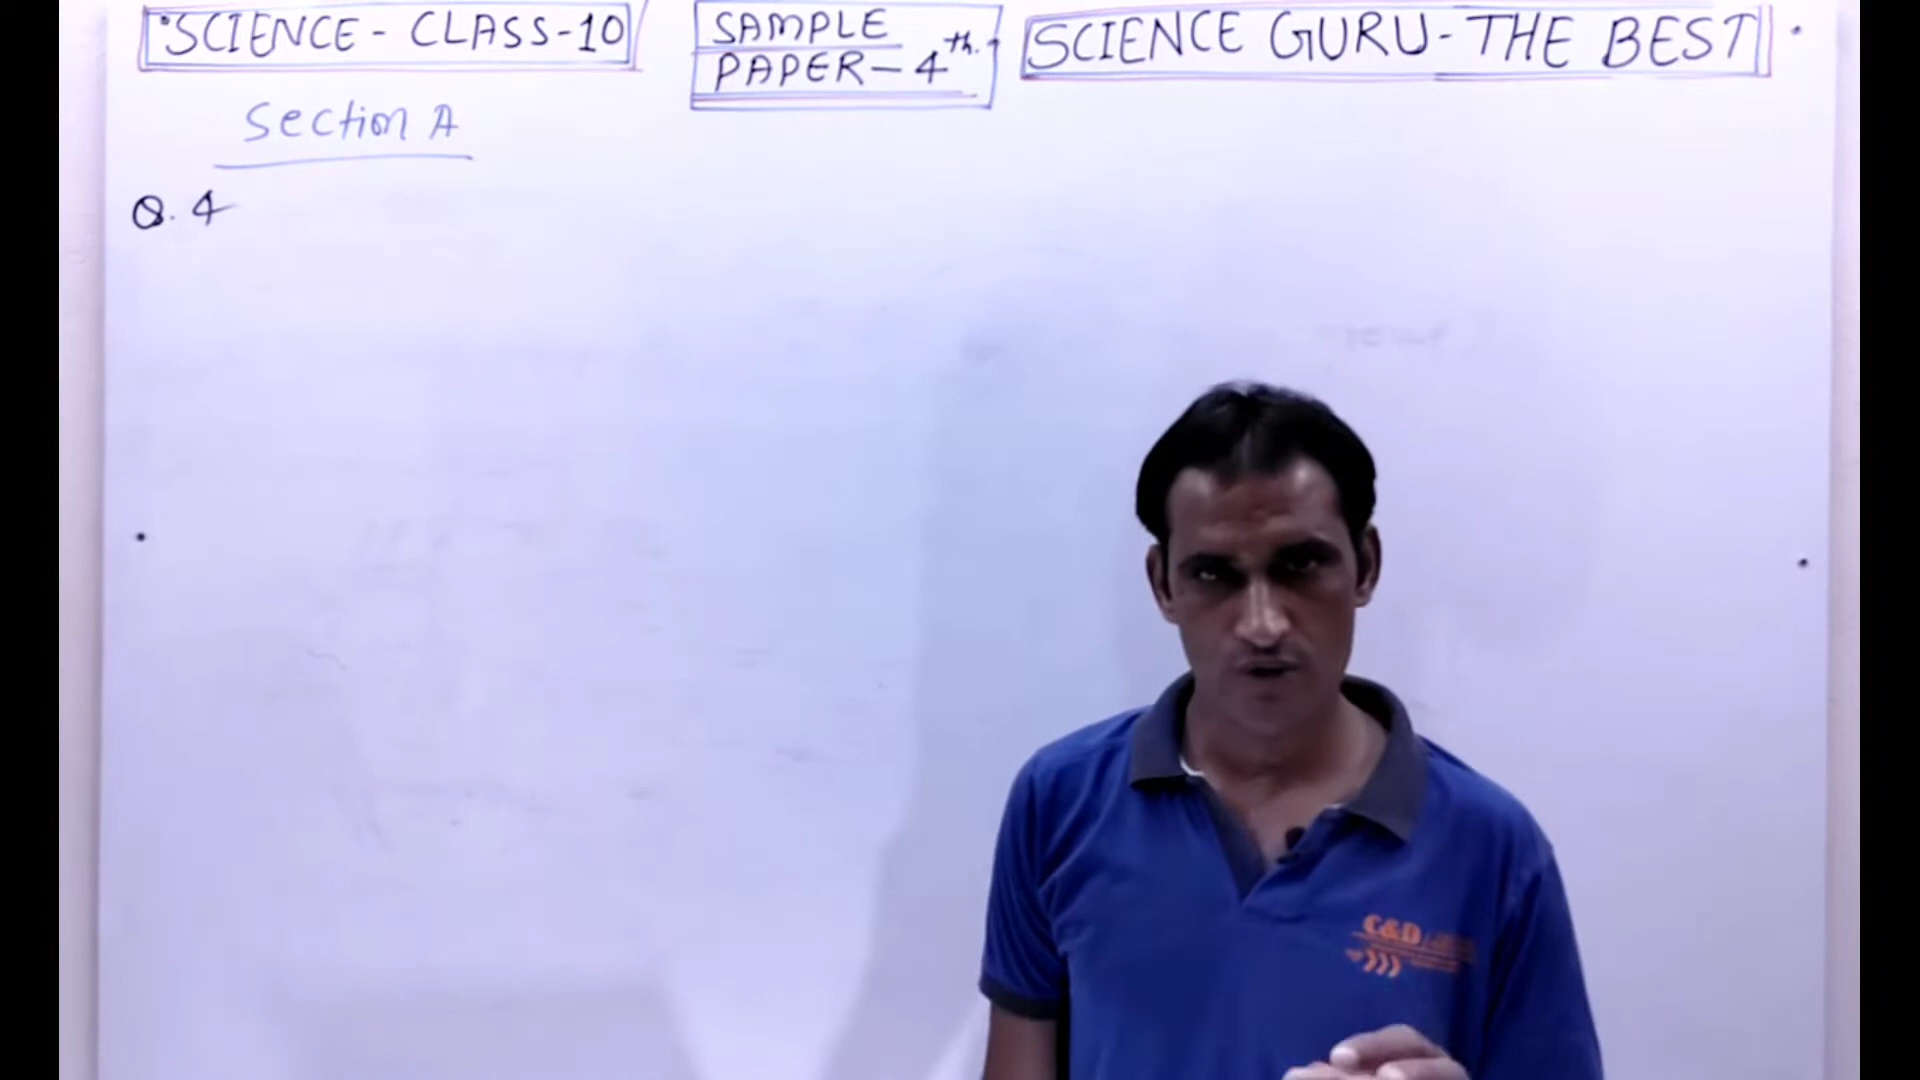 SCIENCE - CLASS-10
SAMPLE
PAPER - 4th.
SCIENCE GURU - THE BEST
Section A
Q. 4
C&D